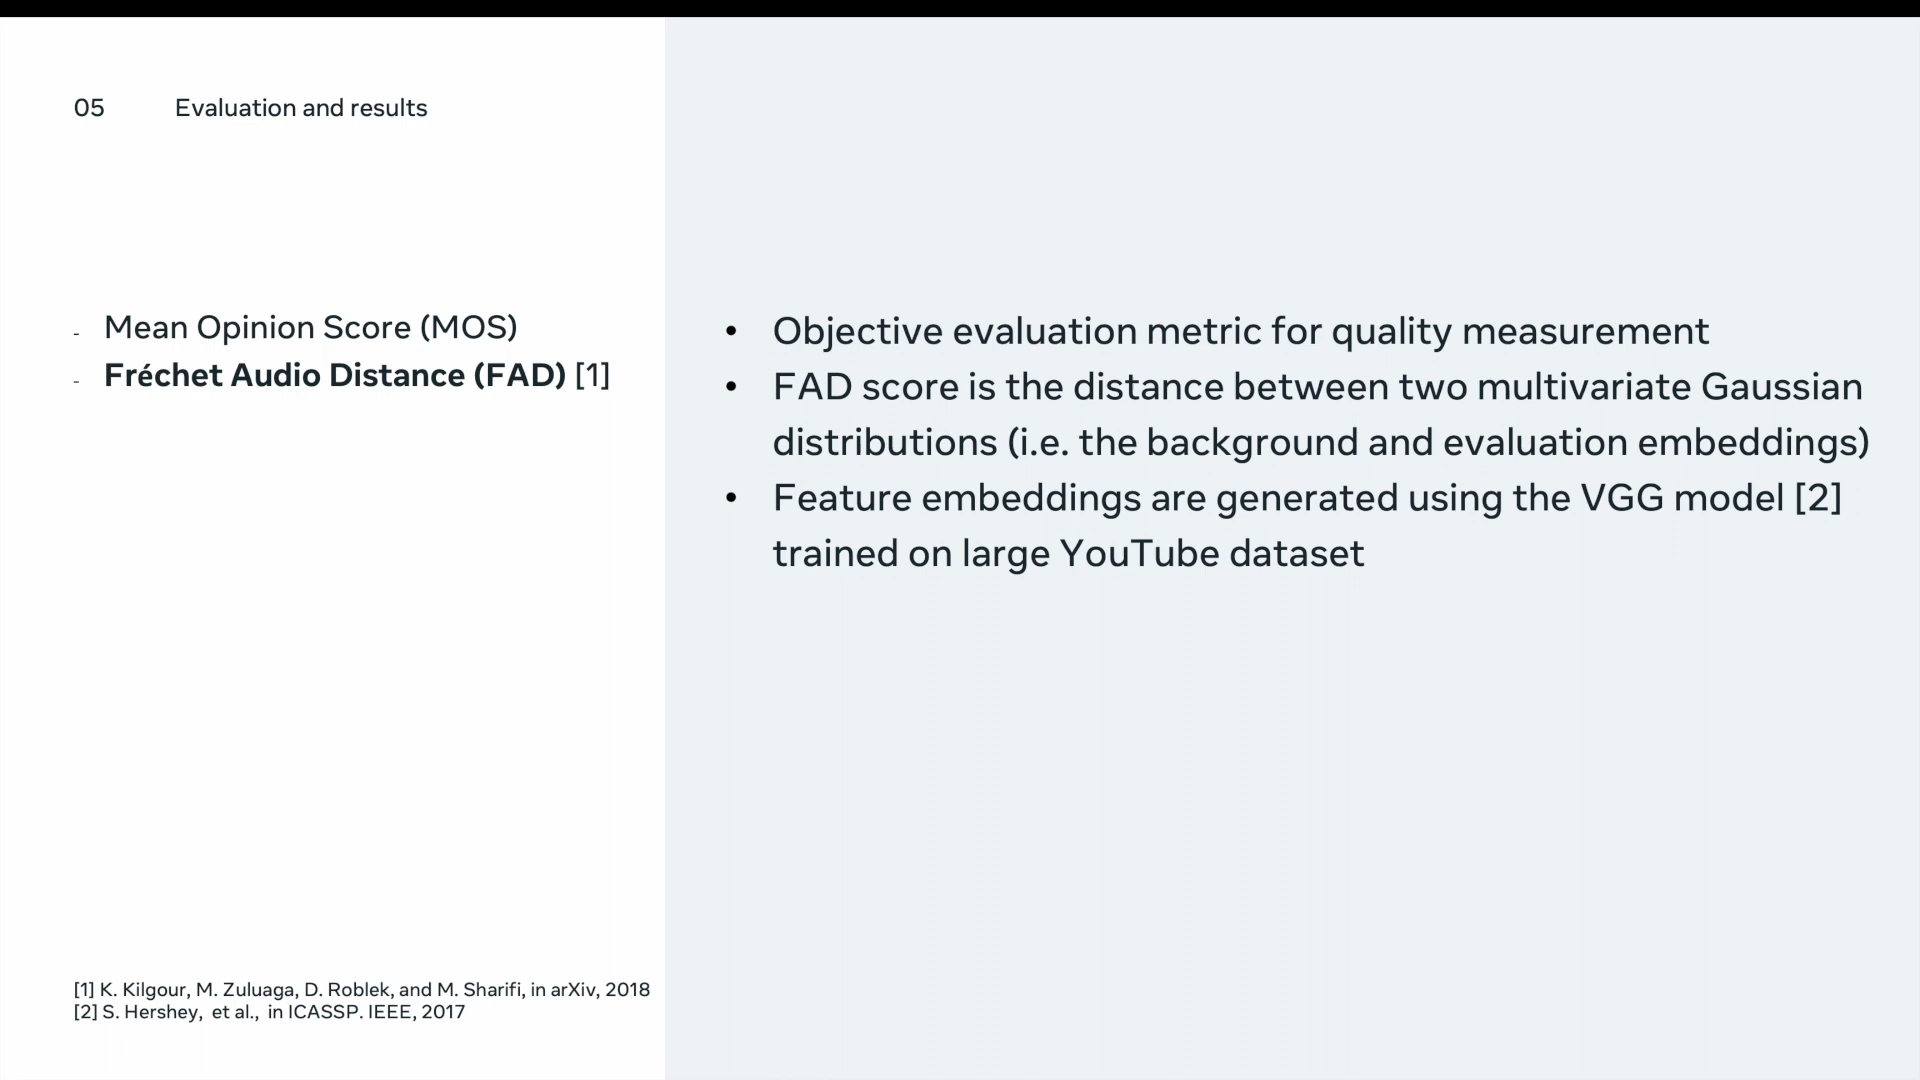 05 Evaluation and results
- Mean Opinion Score (MOS)
- Fréchet Audio Distance (FAD) [1]
• Objective evaluation metric for quality measurement
• FAD score is the distance between two multivariate Gaussian
distributions (i.e. the background and evaluation embeddings)
• Feature embeddings are generated using the VGG model [2]
trained on large YouTube dataset
[1] K. Kilgour, M. Zuluaga, D. Roblek, and M. Sharifi, in arXiv, 2018
[2] S. Hershey, et al., in ICASSP. IEEE, 2017